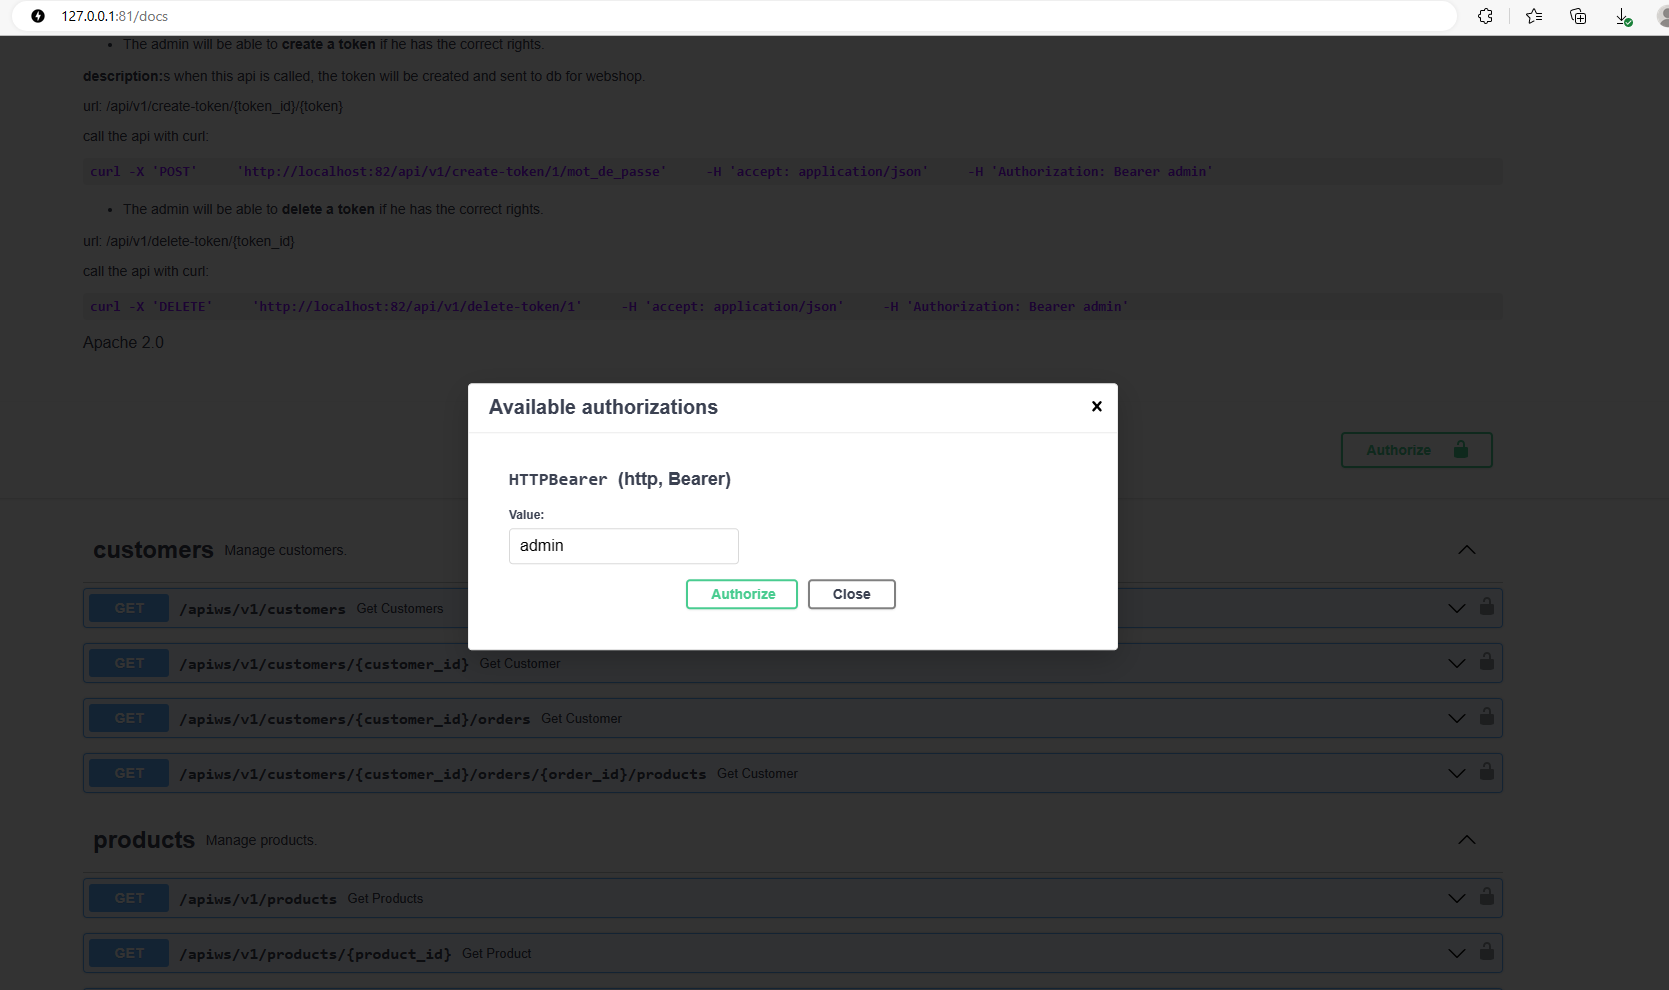 127.0.0.1:81/docs
• The admin will be able to create a token if he has the correct rights.
description:s when this api is called, the token will be created and sent to db for webshop.
url: /api/v1/create-token/{token_id}/{token}
call the api with curl:
curl -X 'POST' 'http://localhost:82/api/v1/create-token/1/mot_de_passe' -H 'accept: application/json' -H 'Authorization: Bearer admin'
• The admin will be able to delete a token if he has the correct rights.
url: /api/v1/delete-token/{token_id}
call the api with curl:
curl -X 'DELETE' 'http://localhost:82/api/v1/delete-token/1' -H 'accept: application/json' -H 'Authorization: Bearer admin'
Apache 2.0
Available authorizations
Authorize
HTTPBearer (http, Bearer)
Value:
admin
Authorize Close
customers Manage customers.
GET /apiws/v1/customers Get Customers
GET /apiws/v1/customers/{customer_id} Get Customer
GET /apiws/v1/customers/{customer_id}/orders Get Customer
GET /apiws/v1/customers/{customer_id}/orders/{order_id}/products Get Customer
products Manage products.
GET /apiws/v1/products Get Products
GET /apiws/v1/products/{product_id} Get Product